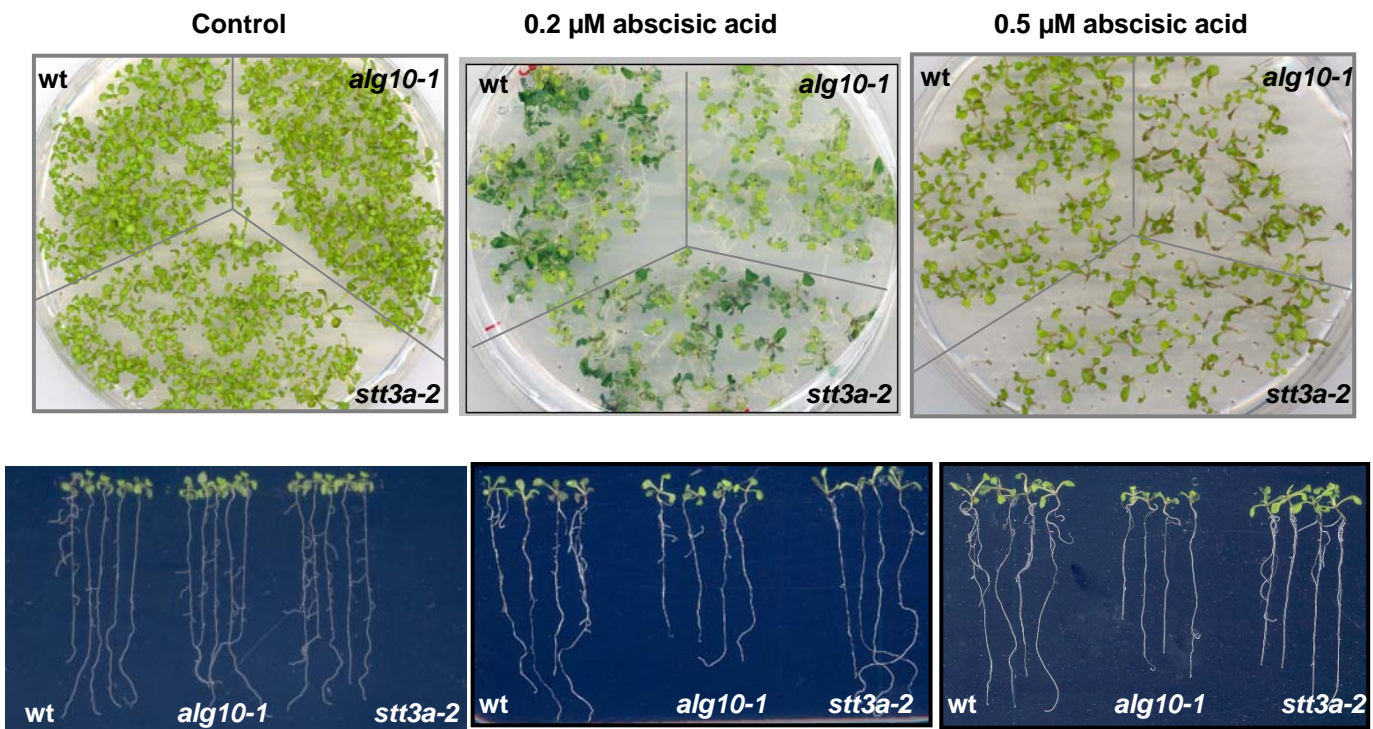 Control
0.2 µM abscisic acid
0.5 µM abscisic acid
wt
alg10-1
stt3a-2
wt
alg10-1
stt3a-2
wt
alg10-1
stt3a-2
wt
alg10-1
stt3a-2
wt
alg10-1
stt3a-2
wt
alg10-1
stt3a-2